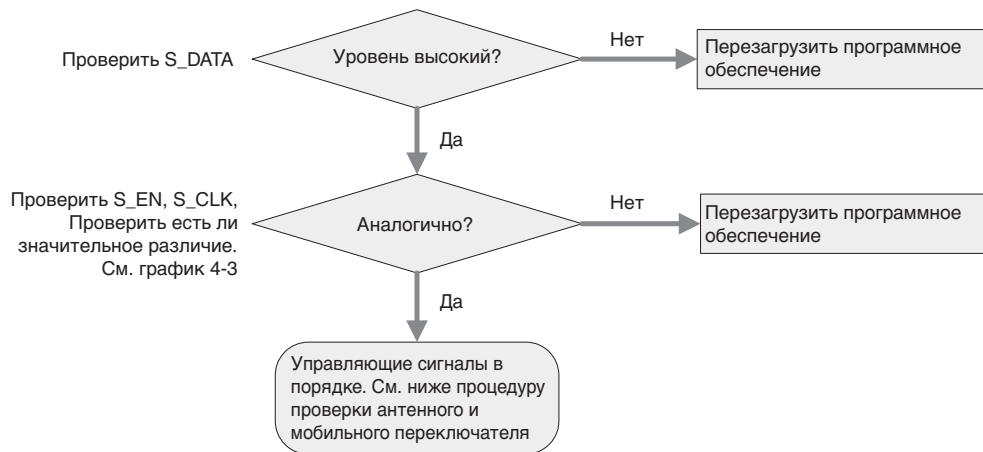 Проверить S_DATA
Уровень высокий?
Нет
Перезагрузить программное
обеспечение
Да
Проверить S_EN, S_CLK,
Проверить есть ли
значительное различие.
См. график 4-3
Аналогично?
Нет
Перезагрузить программное
обеспечение
Да
Управляющие сигналы в
порядке. См. ниже процедуру
проверки антенного и
мобильного переключателя